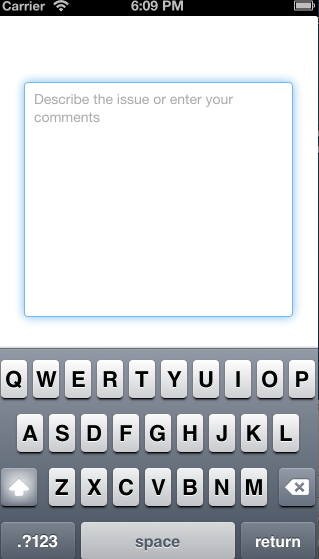 Carrier 6:09 PM
Describe the issue or enter your
comments
Q W E R T Y U I O P
A S D F G H J K L
Z X C V B N M
.?123 space return